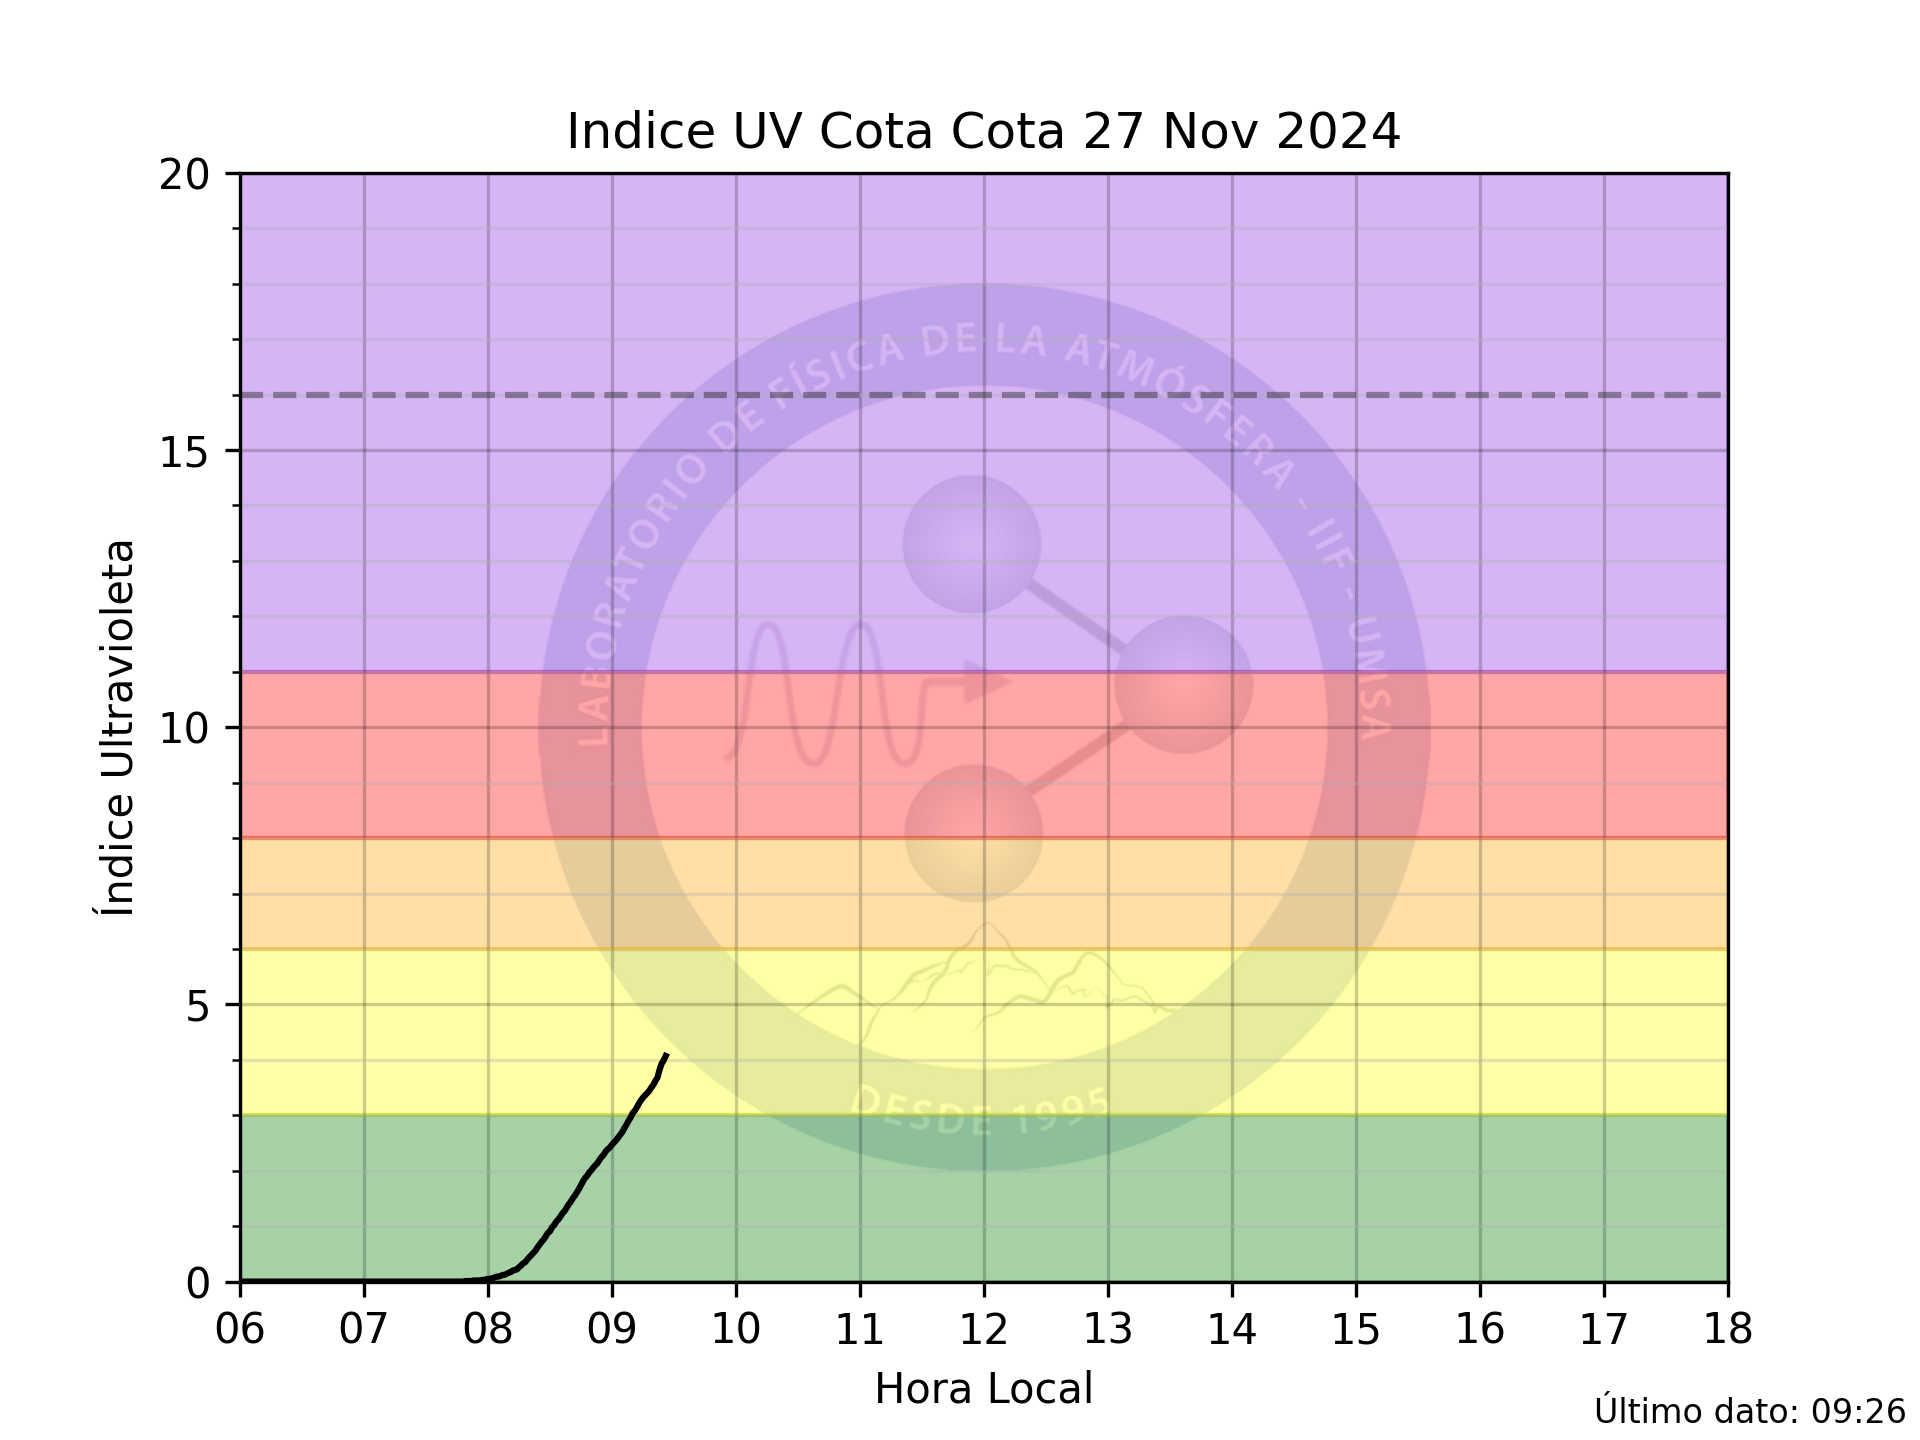 Indice UV Cota Cota 27 Nov 2024
20
15
10
5
0
Índice Ultravioleta
LABORATORIO DE FÍSICA DE LA ATMÓSFERA - IIF - UMSA
DESDE 1995
06 07 08 09 10 11 12 13 14 15 16 17 18
Hora Local
Último dato: 09:26